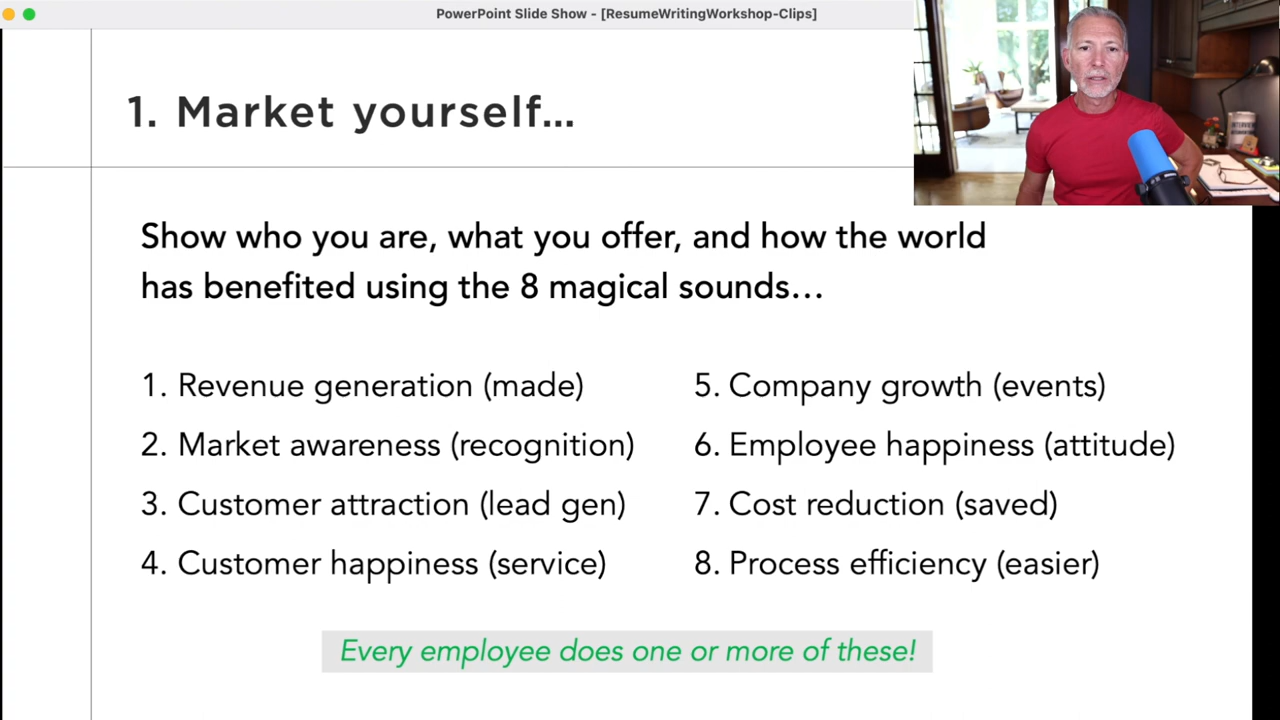 PowerPoint Slide Show - [ResumeWritingWorkshop-Clips]
1. Market yourself...
Show who you are, what you offer, and how the world
has benefited using the 8 magical sounds...
1. Revenue generation (made)
2. Market awareness (recognition)
3. Customer attraction (lead gen)
4. Customer happiness (service)
5. Company growth (events)
6. Employee happiness (attitude)
7. Cost reduction (saved)
8. Process efficiency (easier)
Every employee does one or more of these!